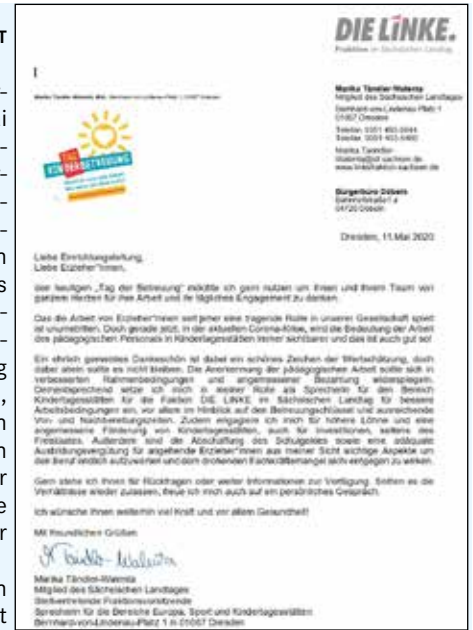 DIE LINKE.
Fraktion im Sächsischen Landtag
Marika Tändler-Walenta
Mitglied des Sächsischen Landtages
Bernhard-von-Lindenau-Platz 1
01067 Dresden
TAG
KINDERBETREUUNG
Bürgerbüro Döbeln
04720 Döbeln
Dresden, 11.Mai 2020
Liebe Einrichtungsleitung,
Liebe Erzieher*innen,
den heutigen „Tag der Betreuung" möchte ich gern nutzen um Ihnen und Ihrem Team von
ganzem Herzen für ihre Arbeit und ihr tägliches Engagement zu danken.
Das die Arbeit von Erzieher*innen seit jeher eine tragende Rolle in unserer Gesellschaft spielt
ist unumstritten. Doch gerade jetzt, in der aktuellen Corona-Krise, wird die Bedeutung der Arbeit
des pädagogischen Personals in Kindertagesstätten immer sichtbarer und das ist auch gut so!
Ein ehrlich gemeintes Dankeschön ist dabei ein schönes Zeichen der Wertschätzung, doch
dabei allein sollte es nicht bleiben. Die Anerkennung der pädagogischen Arbeit sollte sich in
verbesserten Rahmenbedingungen und angemessener Bezahlung widerspiegeln.
Dementsprechend setze ich mich in meiner Rolle als Sprecherin für den Bereich
Kindertagesstätten für die Fraktion DIE LINKE im Sächsischen Landtag für bessere
Arbeitsbedingungen ein, vor allem im Hinblick auf den Betreuungsschlüssel und ausreichende
Vor- und Nachbereitungszeiten. Zudem engagiere ich mich für höhere Löhne und eine
angemessene Förderung von Kindertagesstätten, auch für Investitionen, seitens des
Freistaates. Außerdem sind die Abschaffung des Schulgeldes sowie eine adäquate
Ausbildungsvergütung für angehende Erzieher*innen aus meiner Sicht wichtige Aspekte um
den Beruf endlich aufzuwerten und dem drohenden Fachkräftemangel sicht entgegen zu wirken.
Gern stehe ich Ihnen für Rückfragen oder weiter Informationen zur Verfügung. Sollten es die
Verhältnisse wieder zulassen, freue ich mich auch auf ein persönliches Gespräch.
Ich wünsche Ihnen weiterhin viel Kraft und vor allem Gesundheit!
Mit freundlichen Grüßen
Marika Tändler-Walenta
Mitglied des Sächsischen Landtages
Stellvertretende Fraktionsvorsitzende
Sprecherin für die Bereiche Europa, Sport und Kindertagesstätten
Bernhard-von-Lindenau-Platz 1 in 01067 Dresden